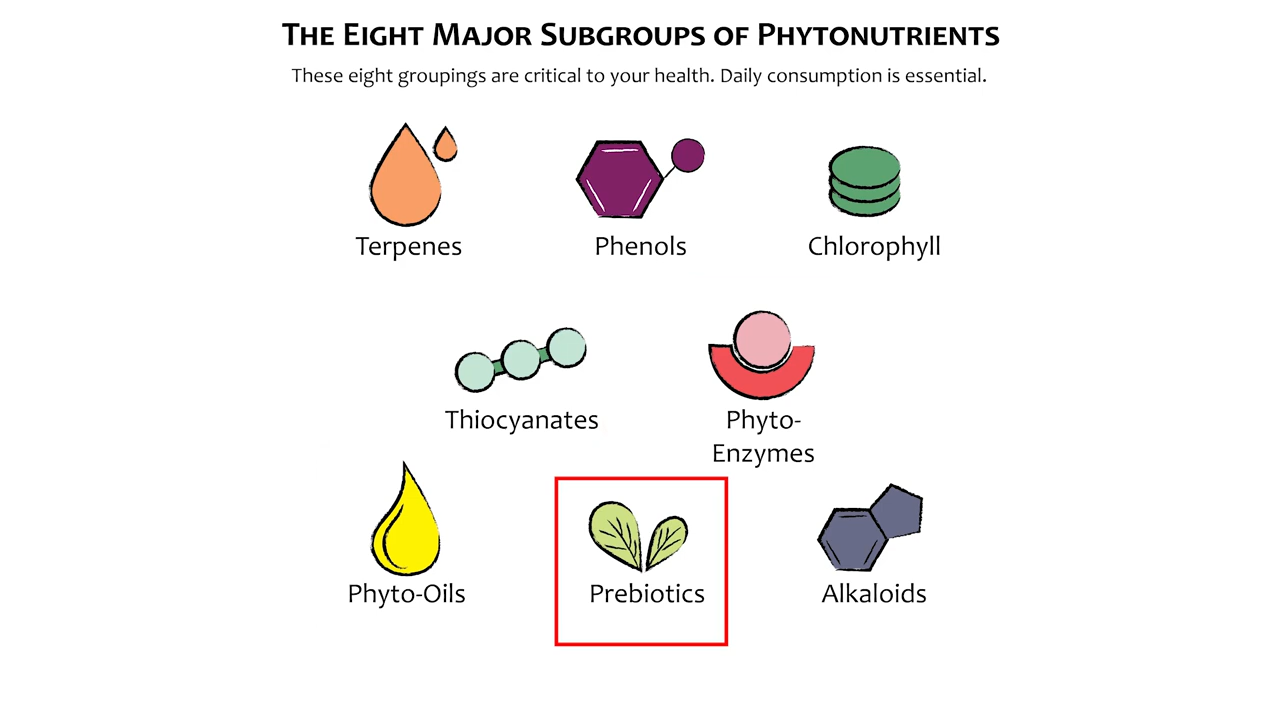 THE EIGHT MAJOR SUBGROUPS OF PHYTONUTRIENTS
These eight groupings are critical to your health. Daily consumption is essential.
Terpenes
Phenols
Chlorophyll
Thiocyanates
Phyto-
Enzymes
Phyto-Oils
Prebiotics
Alkaloids